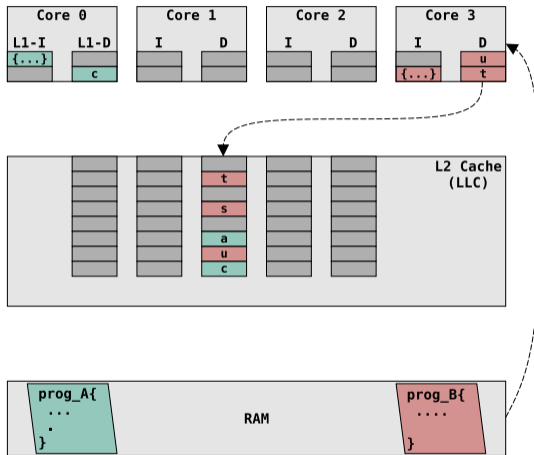 Core 0
Core 1
Core 2
Core 3
L1-I L1-D
I D
I D
I D
{...}
c
u
{...}
t
L2 Cache
(LLC)
t
s
a
u
c
prog_A{
...
.
}
RAM
prog_B{
....
}